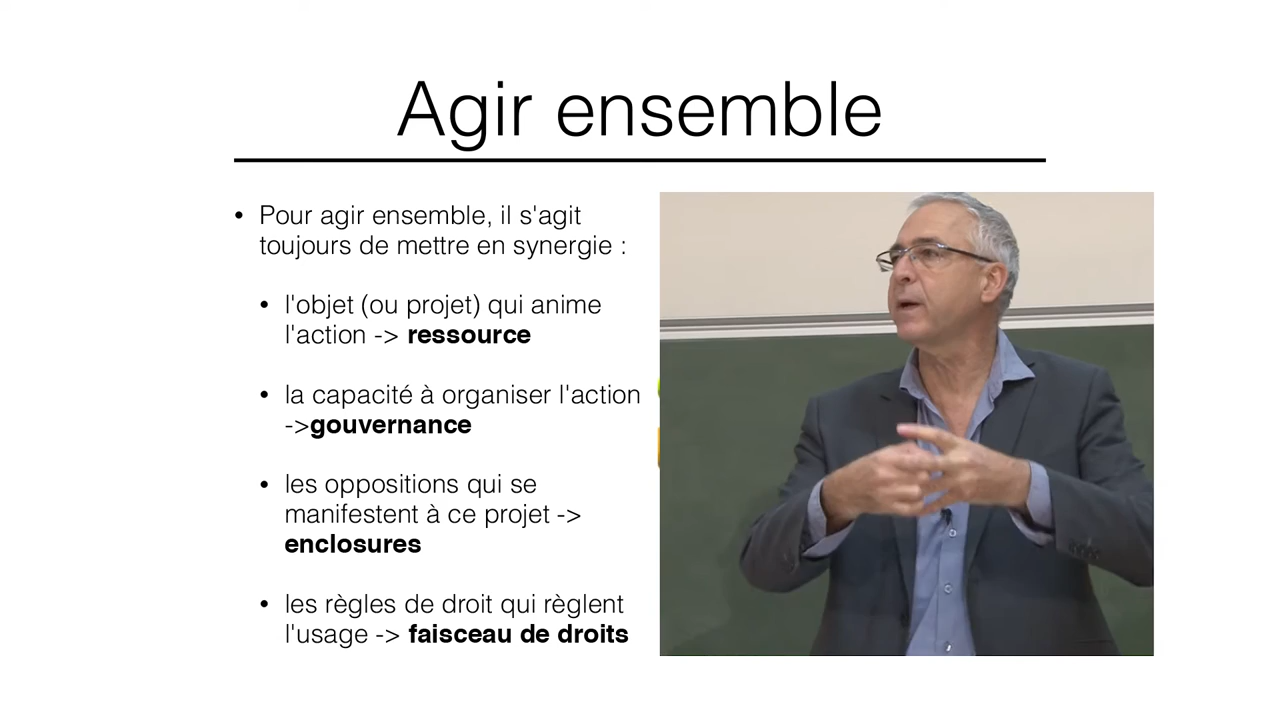 Agir ensemble
• Pour agir ensemble, il s'agit
toujours de mettre en synergie :
• l'objet (ou projet) qui anime
l'action -> ressource
• la capacité à organiser l'action
->gouvernance
• les oppositions qui se
manifestent à ce projet ->
enclosures
• les règles de droit qui règlent
l'usage -> faisceau de droits